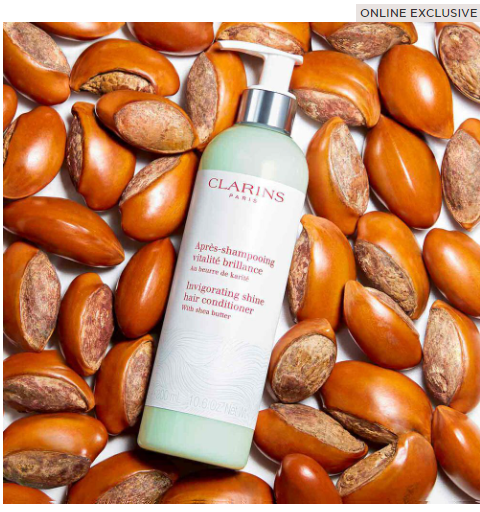 ONLINE EXCLUSIVE
CLARINS
PARIS
Après-shampooing
vitalité brillance
Au beurre de karité
Invigorating shine
hair conditioner
With shea butter